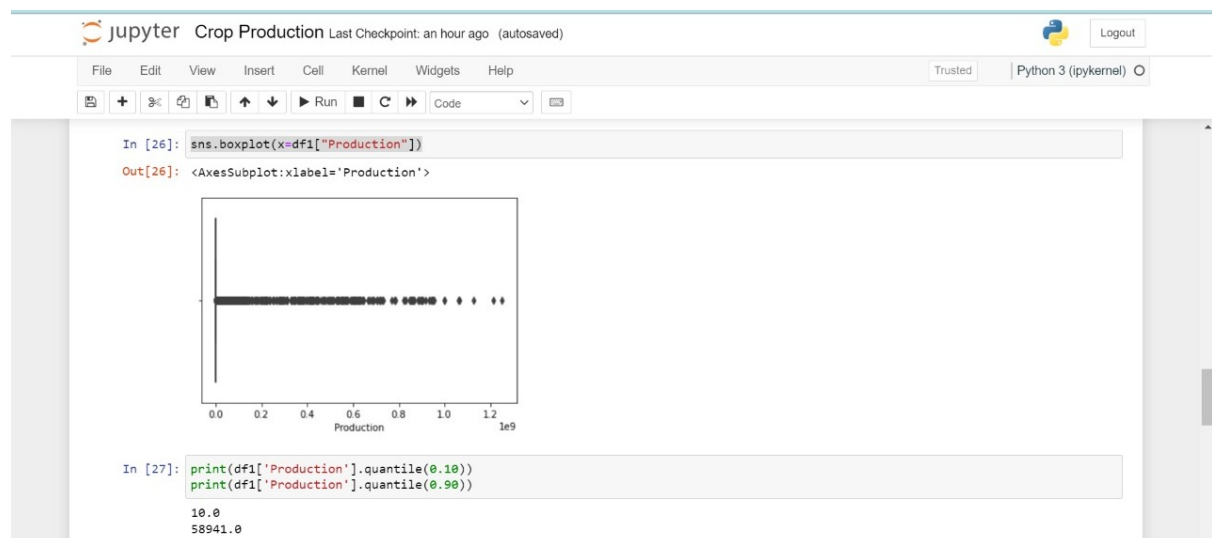 jupyter Crop Production Last Checkpoint: an hour ago (autosaved)
Logout
File Edit View Insert Cell Kernel Widgets Help
Trusted
Python 3 (ipykernel)
Run
Code
In [26]: sns.boxplot(x=df1["Production"])
Out[26]: <AxesSubplot:xlabel='Production'>
0.0 0.2 0.4 0.6 0.8 1.0 1.2
Production
1e9
In [27]: print(df1['Production'].quantile(0.10))
print(df1['Production'].quantile(0.90))
10.0
58941.0